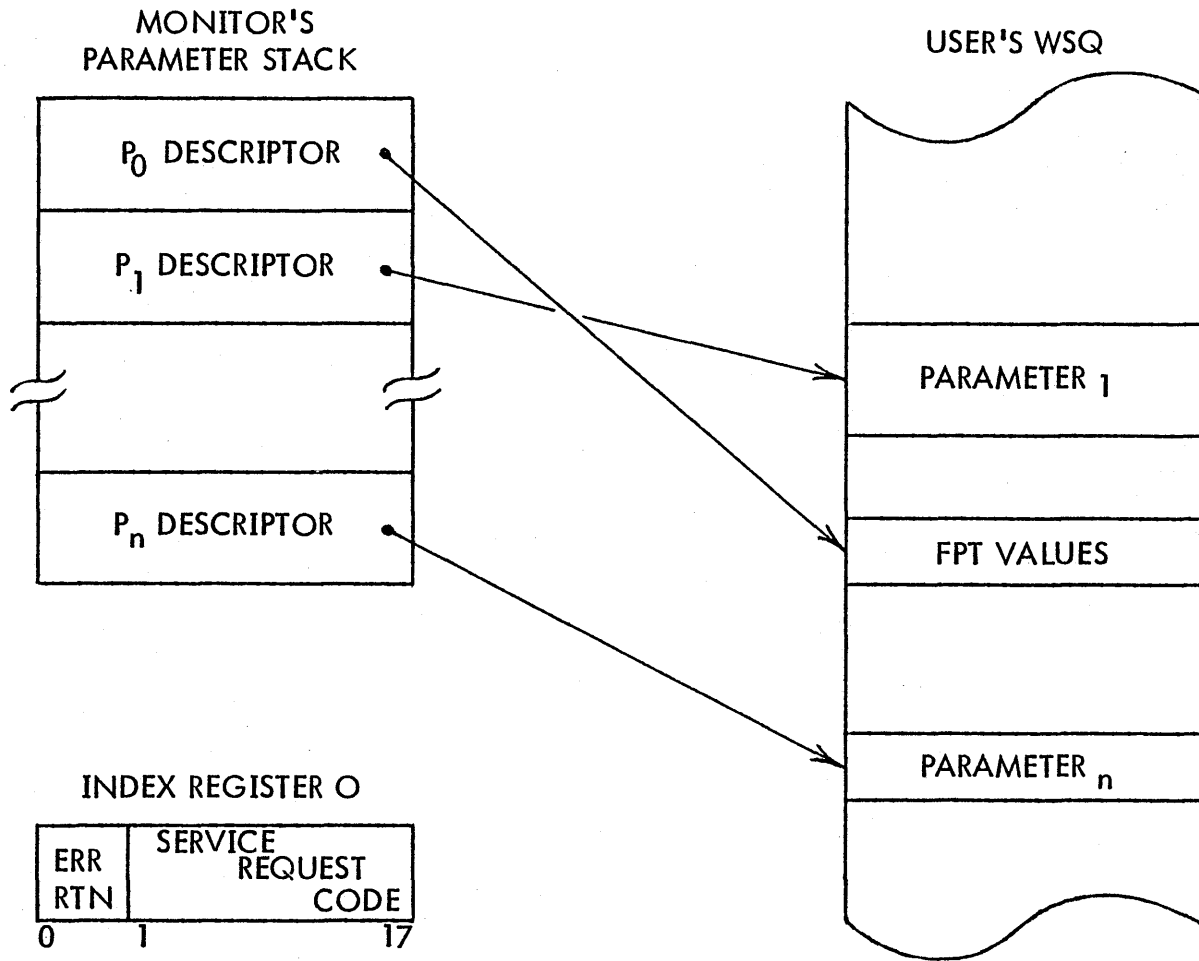 MONITOR'S
PARAMETER STACK
P0 DESCRIPTOR
P1 DESCRIPTOR
Pn DESCRIPTOR
USER'S WSQ
PARAMETER 1
FPT VALUES
PARAMETER n
INDEX REGISTER 0
ERR
RTN
SERVICE
REQUEST
CODE
0 1 17